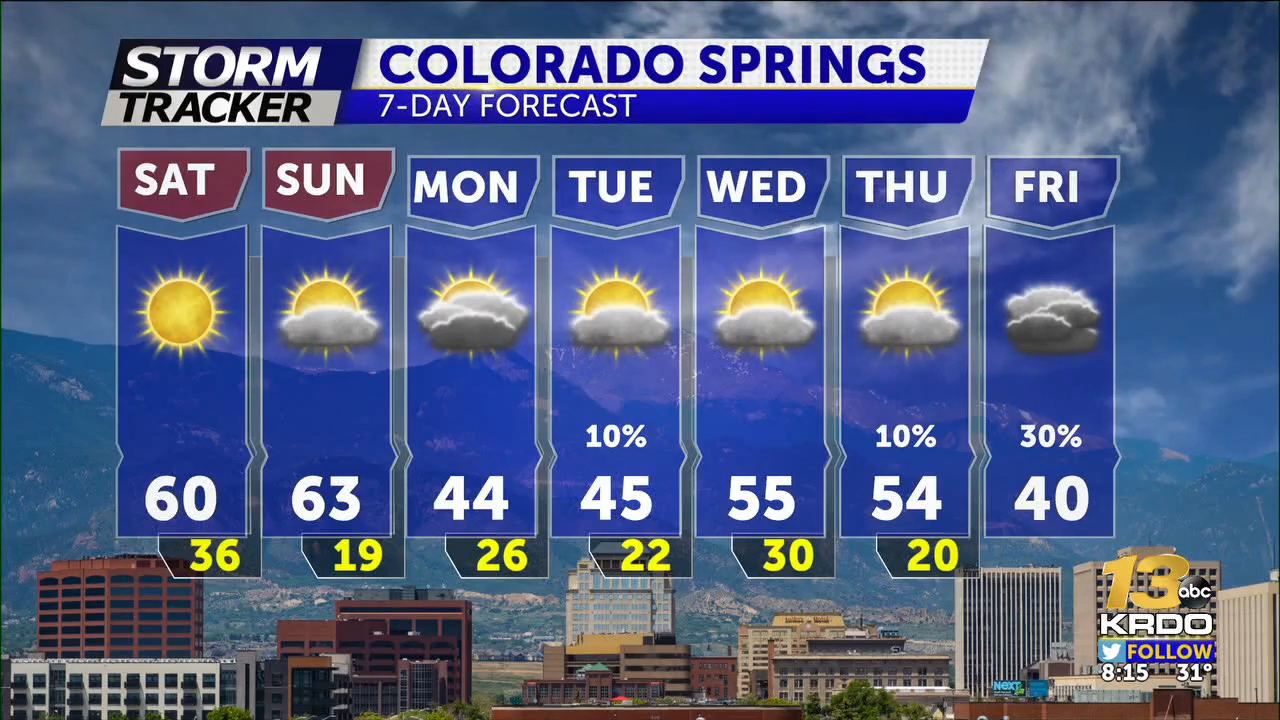 STORM
TRACKER
COLORADO SPRINGS
7-DAY FORECAST
SAT SUN MON TUE WED THU FRI
10% 10% 30%
60 63 44 45 55 54 40
36 19 26 22 30 20
13 abc
KRDO
FOLLOW
8:15 31°
NEXT